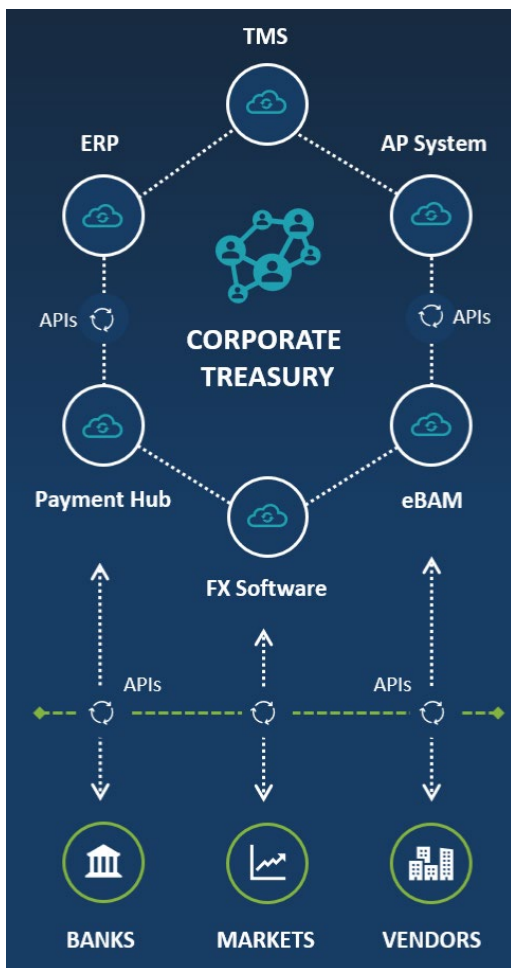 TMS
ERP
AP System
APIs
APIs
CORPORATE
TREASURY
Payment Hub
eBAM
FX Software
APIs
APIs
BANKS
MARKETS
VENDORS